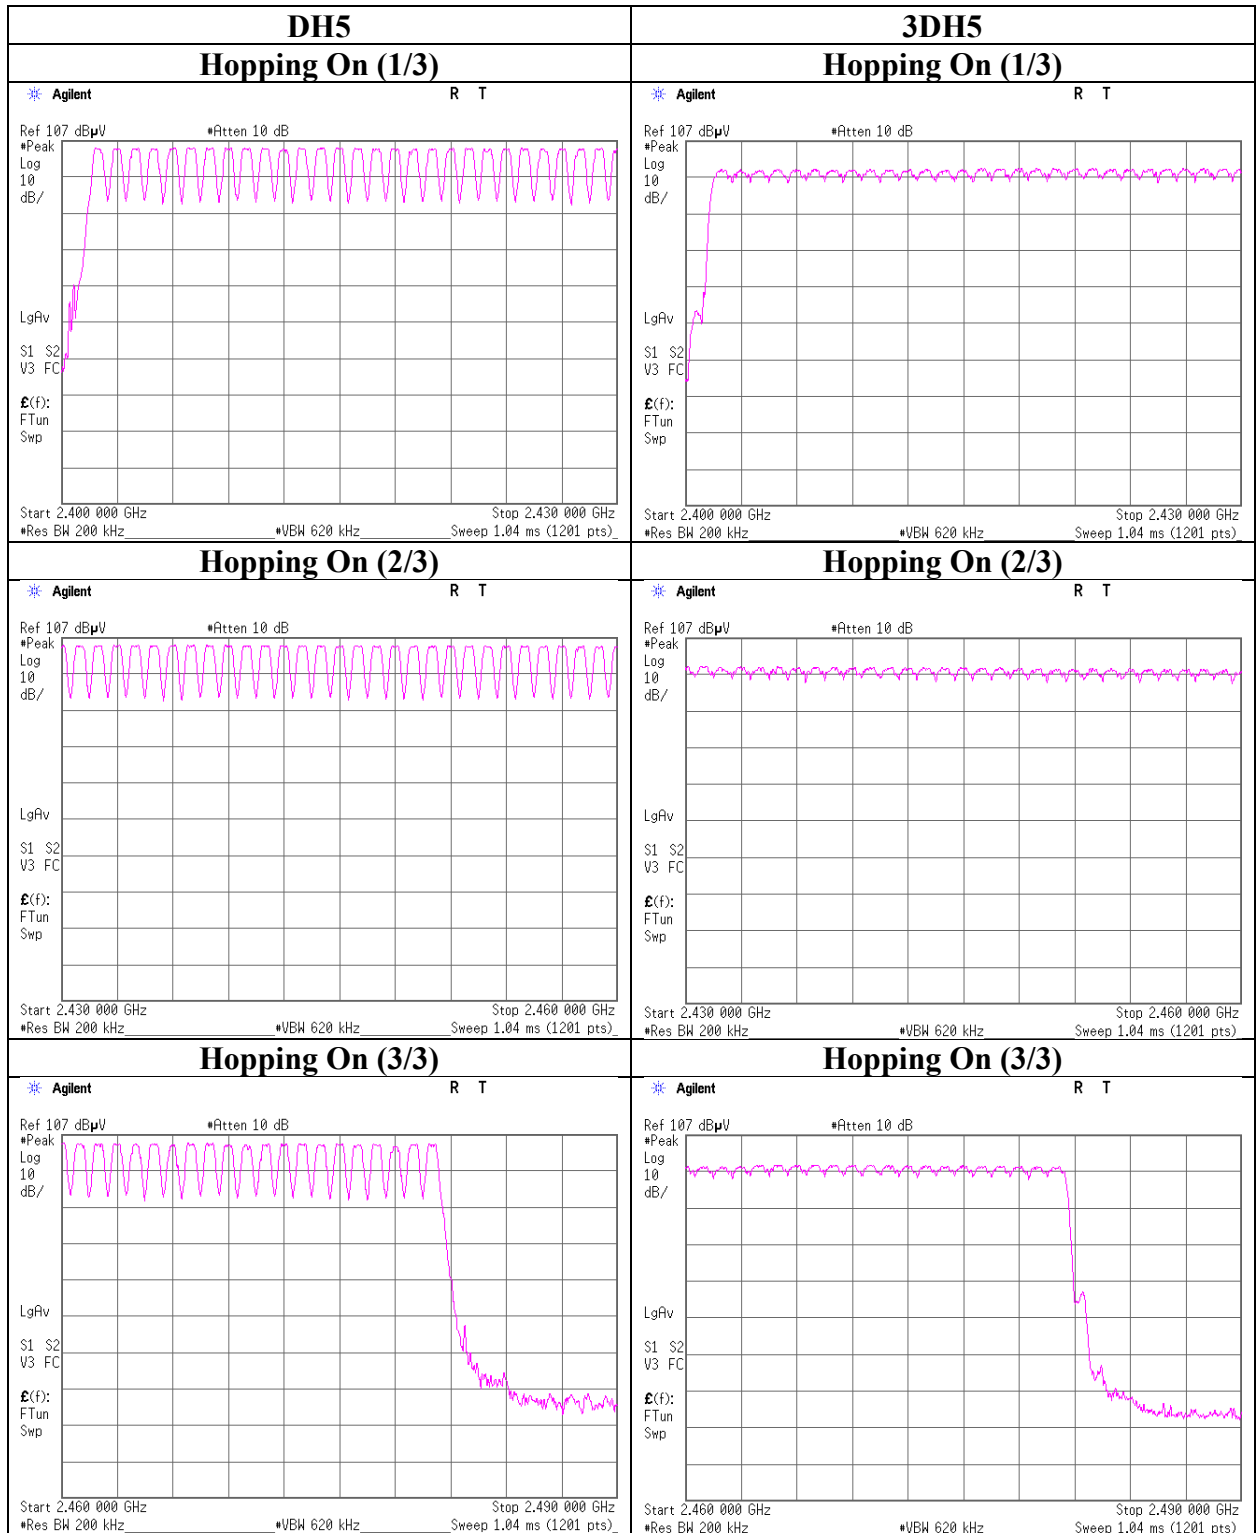 DH5 3DH5
Hopping On (1/3) Hopping On (1/3)
Agilent R T
Ref 107 dBµV #Atten 10 dB
#Peak
Log
10
dB/
LgAv
S1 S2
V3 FC
£(f):
FTun
Swp
Start 2.400 000 GHz Stop 2.430 000 GHz
#Res BW 200 kHz #VBW 620 kHz Sweep 1.04 ms (1201 pts)
Agilent R T
Ref 107 dBµV #Atten 10 dB
#Peak
Log
10
dB/
LgAv
S1 S2
V3 FC
£(f):
FTun
Swp
Start 2.400 000 GHz Stop 2.430 000 GHz
#Res BW 200 kHz #VBW 620 kHz Sweep 1.04 ms (1201 pts)
Hopping On (2/3) Hopping On (2/3)
Agilent R T
Ref 107 dBµV #Atten 10 dB
#Peak
Log
10
dB/
LgAv
S1 S2
V3 FC
£(f):
FTun
Swp
Start 2.430 000 GHz Stop 2.460 000 GHz
#Res BW 200 kHz #VBW 620 kHz Sweep 1.04 ms (1201 pts)
Agilent R T
Ref 107 dBµV #Atten 10 dB
#Peak
Log
10
dB/
LgAv
S1 S2
V3 FC
£(f):
FTun
Swp
Start 2.430 000 GHz Stop 2.460 000 GHz
#Res BW 200 kHz #VBW 620 kHz Sweep 1.04 ms (1201 pts)
Hopping On (3/3) Hopping On (3/3)
Agilent R T
Ref 107 dBµV #Atten 10 dB
#Peak
Log
10
dB/
LgAv
S1 S2
V3 FC
£(f):
FTun
Swp
Start 2.460 000 GHz Stop 2.490 000 GHz
#Res BW 200 kHz #VBW 620 kHz Sweep 1.04 ms (1201 pts)
Agilent R T
Ref 107 dBµV #Atten 10 dB
#Peak
Log
10
dB/
LgAv
S1 S2
V3 FC
£(f):
FTun
Swp
Start 2.460 000 GHz Stop 2.490 000 GHz
#Res BW 200 kHz #VBW 620 kHz Sweep 1.04 ms (1201 pts)